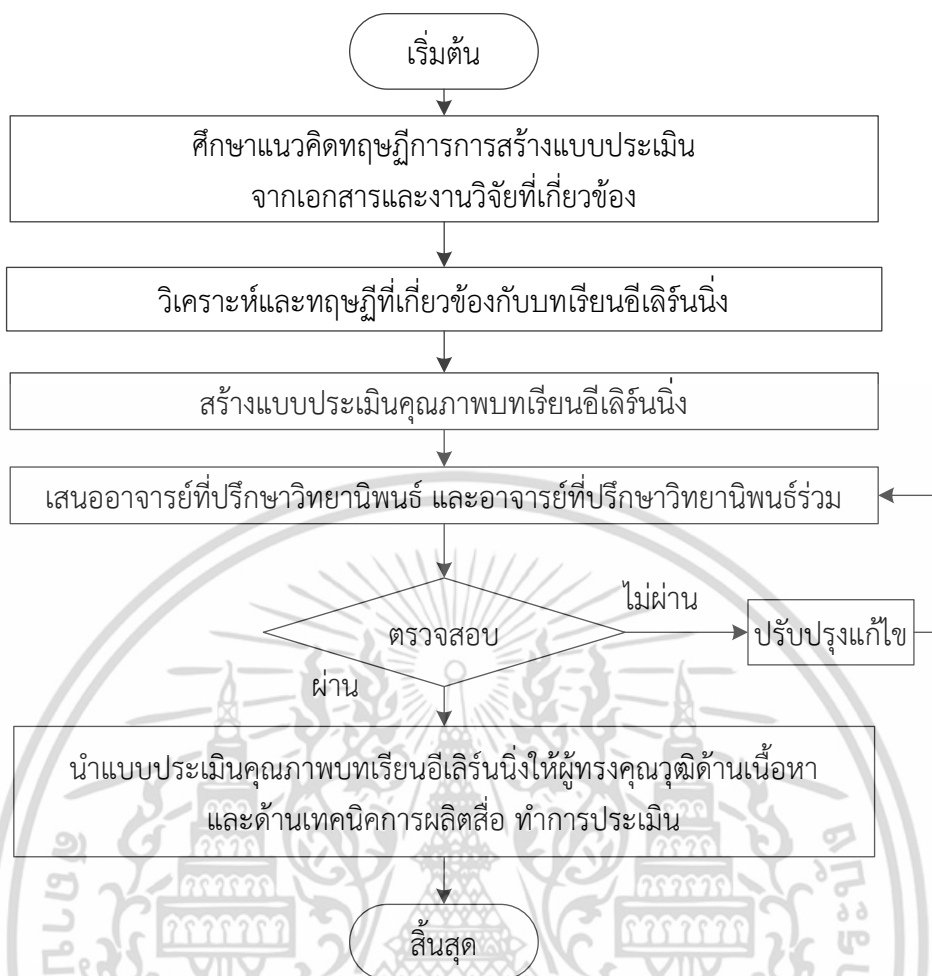 เริ่มต้น
ศึกษาแนวคิดทฤษฏีการการสร้างแบบประเมิน
จากเอกสารและงานวิจัยที่เกี่ยวข้อง
วิเคราะห์และทฤษฏีที่เกี่ยวข้องกับบทเรียนอีเลิร์นนิ่ง
สร้างแบบประเมินคุณภาพบทเรียนอีเลิร์นนิ่ง
เสนออาจารย์ที่ปรึกษาวิทยานิพนธ์ และอาจารย์ที่ปรึกษาวิทยานิพนธ์ร่วม
ไม่ผ่าน
ตรวจสอบ
ปรับปรุงแก้ไข
ผ่าน
นำแบบประเมินคุณภาพบทเรียนอีเลิร์นนิ่งให้ผู้ทรงคุณวุฒิด้านเนื้อหา
และด้านเทคนิคการผลิตสื่อ ทำการประเมิน
สิ้นสุด